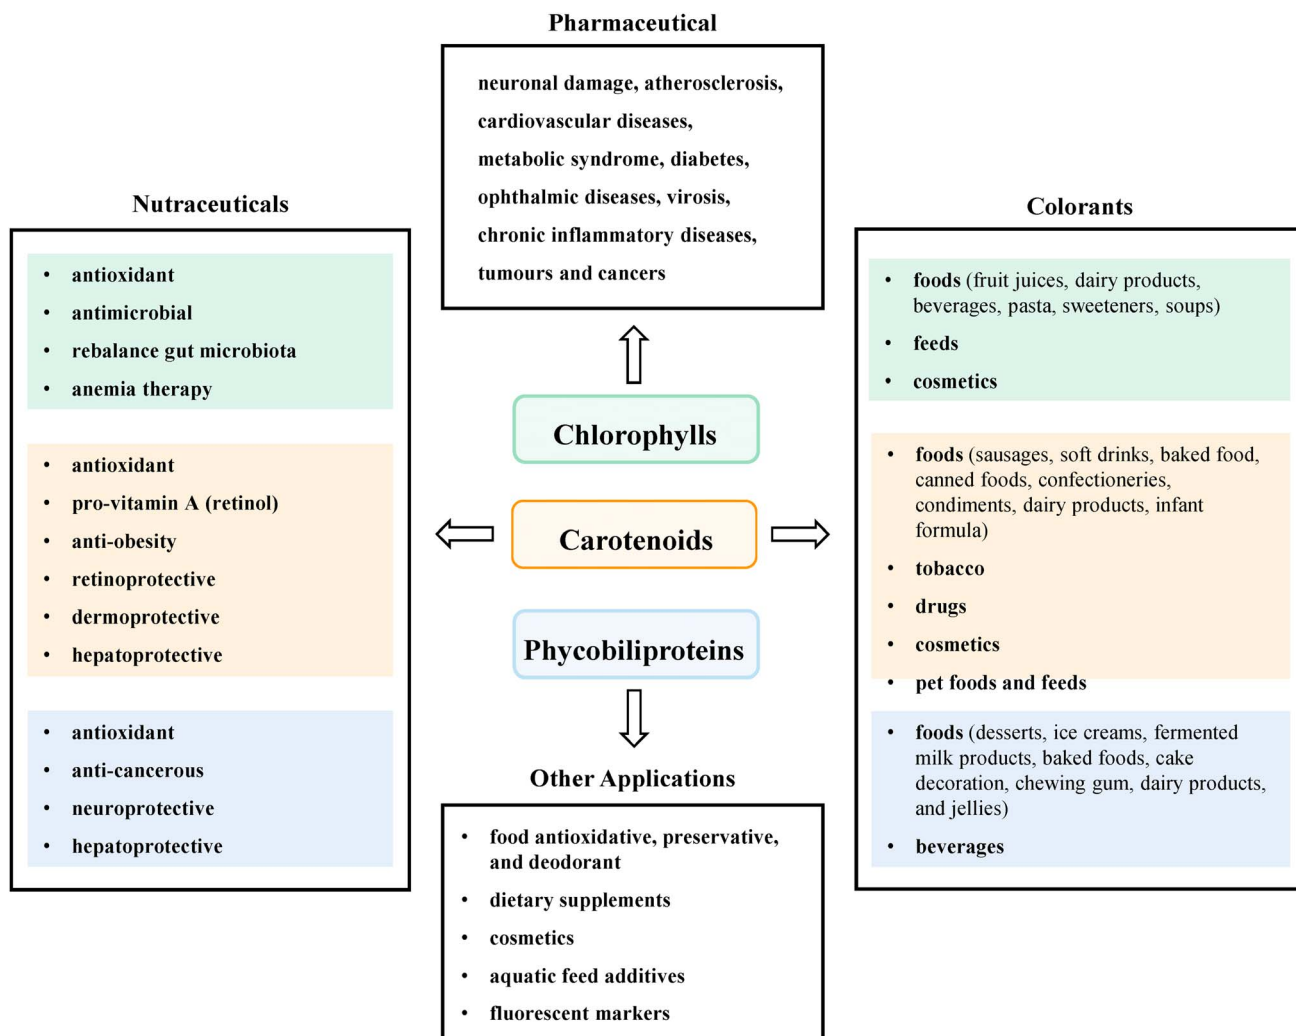 Pharmaceutical
neuronal damage, atherosclerosis,
cardiovascular diseases,
metabolic syndrome, diabetes,
ophthalmic diseases, virosis,
chronic inflammatory diseases,
tumours and cancers
Nutraceuticals
• antioxidant
• antimicrobial
• rebalance gut microbiota
• anemia therapy
• antioxidant
• pro-vitamin A (retinol)
• anti-obesity
• retinoprotective
• dermoprotective
• hepatoprotective
• antioxidant
• anti-cancerous
• neuroprotective
• hepatoprotective
Chlorophylls
Carotenoids
Phycobiliproteins
Colorants
• foods (fruit juices, dairy products,
beverages, pasta, sweeteners, soups)
• feeds
• cosmetics
• foods (sausages, soft drinks, baked food,
canned foods, confectioneries,
condiments, dairy products, infant
formula)
• tobacco
• drugs
• cosmetics
• pet foods and feeds
• foods (desserts, ice creams, fermented
milk products, baked foods, cake
decoration, chewing gum, dairy products,
and jellies)
• beverages
Other Applications
• food antioxidative, preservative,
and deodorant
• dietary supplements
• cosmetics
• aquatic feed additives
• fluorescent markers